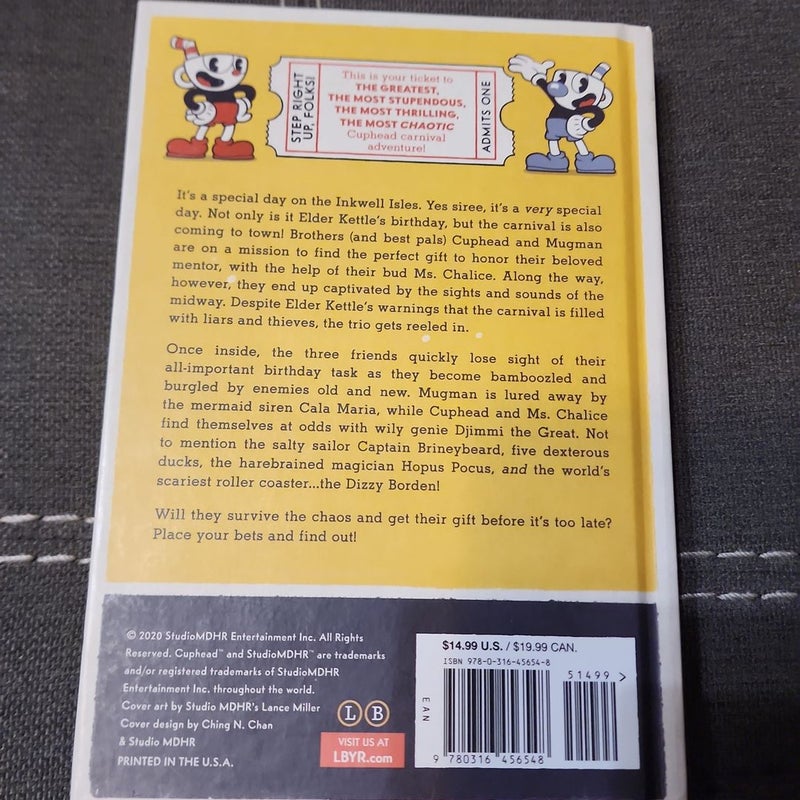 STEP RIGHT
UP, FOLKS!
This is your ticket to
THE GREATEST,
THE MOST STUPENDOUS,
THE MOST THRILLING,
THE MOST CHAOTIC
Cuphead carnival
adventure!
ADMITS ONE
It's a special day on the Inkwell Isles. Yes siree, it's a very special
day. Not only is it Elder Kettle's birthday, but the carnival is also
coming to town! Brothers (and best pals) Cuphead and Mugman
are on a mission to find the perfect gift to honor their beloved
mentor, with the help of their bud Ms. Chalice. Along the way,
however, they end up captivated by the sights and sounds of the
midway. Despite Elder Kettle's warnings that the carnival is filled
with liars and thieves, the trio gets reeled in.
Once inside, the three friends quickly lose sight of their
all-important birthday task as they become bamboozled and
burgled by enemies old and new. Mugman is lured away by
the mermaid siren Cala Maria, while Cuphead and Ms. Chalice
find themselves at odds with wily genie Djimmi the Great. Not
to mention the salty sailor Captain Brineybeard, five dexterous
ducks, the harebrained magician Hopus Pocus, and the world's
scariest roller coaster...the Dizzy Borden!
Will they survive the chaos and get their gift before it's too late?
Place your bets and find out!
© 2020 StudioMDHR Entertainment Inc. All Rights
Reserved. Cuphead™ and StudioMDHR™ are trademarks
and/or registered trademarks of StudioMDHR
Entertainment Inc. throughout the world.
Cover art by Studio MDHR's Lance Miller
Cover design by Ching N. Chan
& Studio MDHR
PRINTED IN THE U.S.A.
L B
VISIT US AT
LBYR.com
$14.99 U.S. / $19.99 CAN.
ISBN 978-0-316-45654-8
51499 >
EAN
9 780316 456548